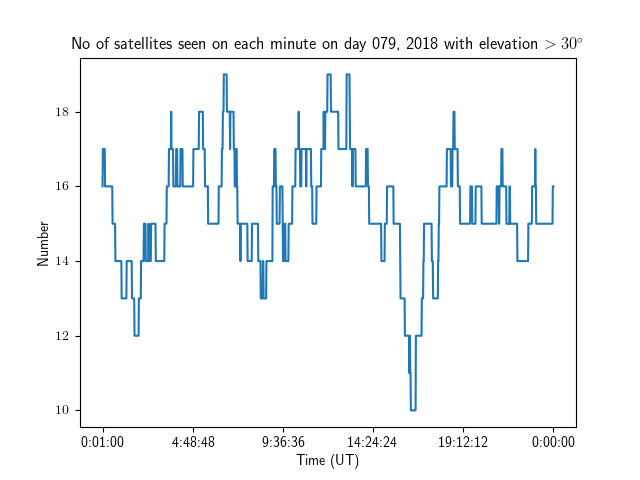 No of satellites seen on each minute on day 079, 2018 with elevation > 30°
18
16
14
12
10
Number
0:01:00 4:48:48 9:36:36 14:24:24 19:12:12 0:00:00
Time (UT)